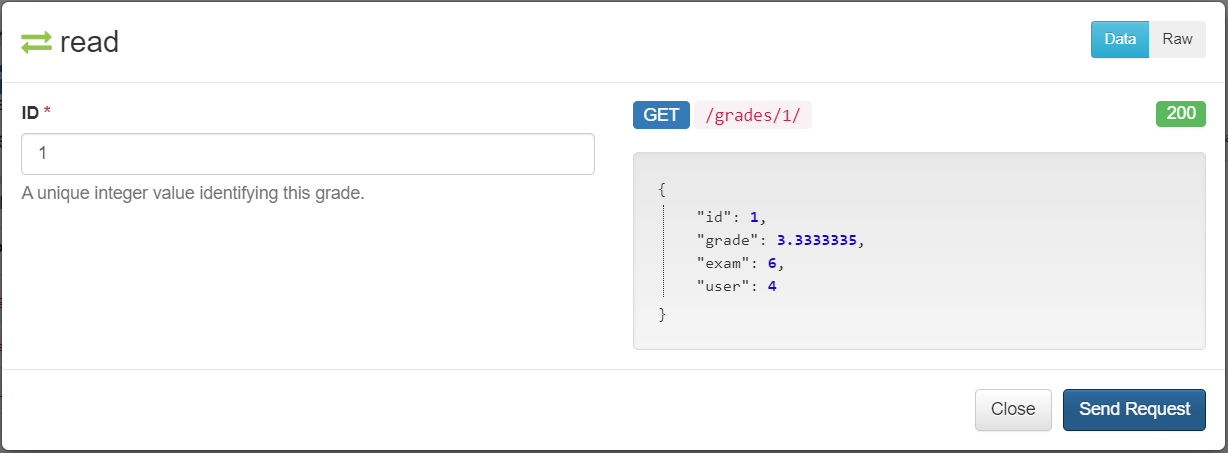 read
Data Raw
ID *
1
A unique integer value identifying this grade.
GET /grades/1/
200
{
"id": 1,
"grade": 3.3333335,
"exam": 6,
"user": 4
}
Close Send Request